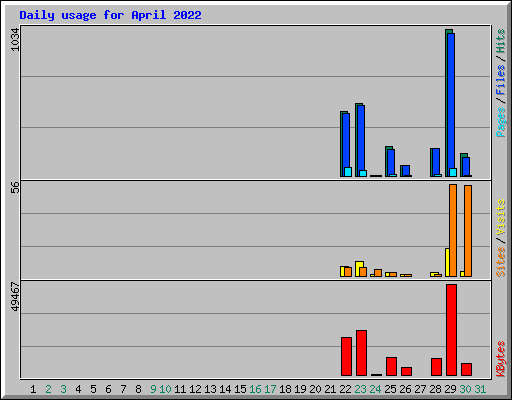 Daily usage for April 2022
1034
56
49467
Pages / Files / Hits
Sites / Visits
KBytes
1 2 3 4 5 6 7 8 9 10 11 12 13 14 15 16 17 18 19 20 21 22 23 24 25 26 27 28 29 30 31